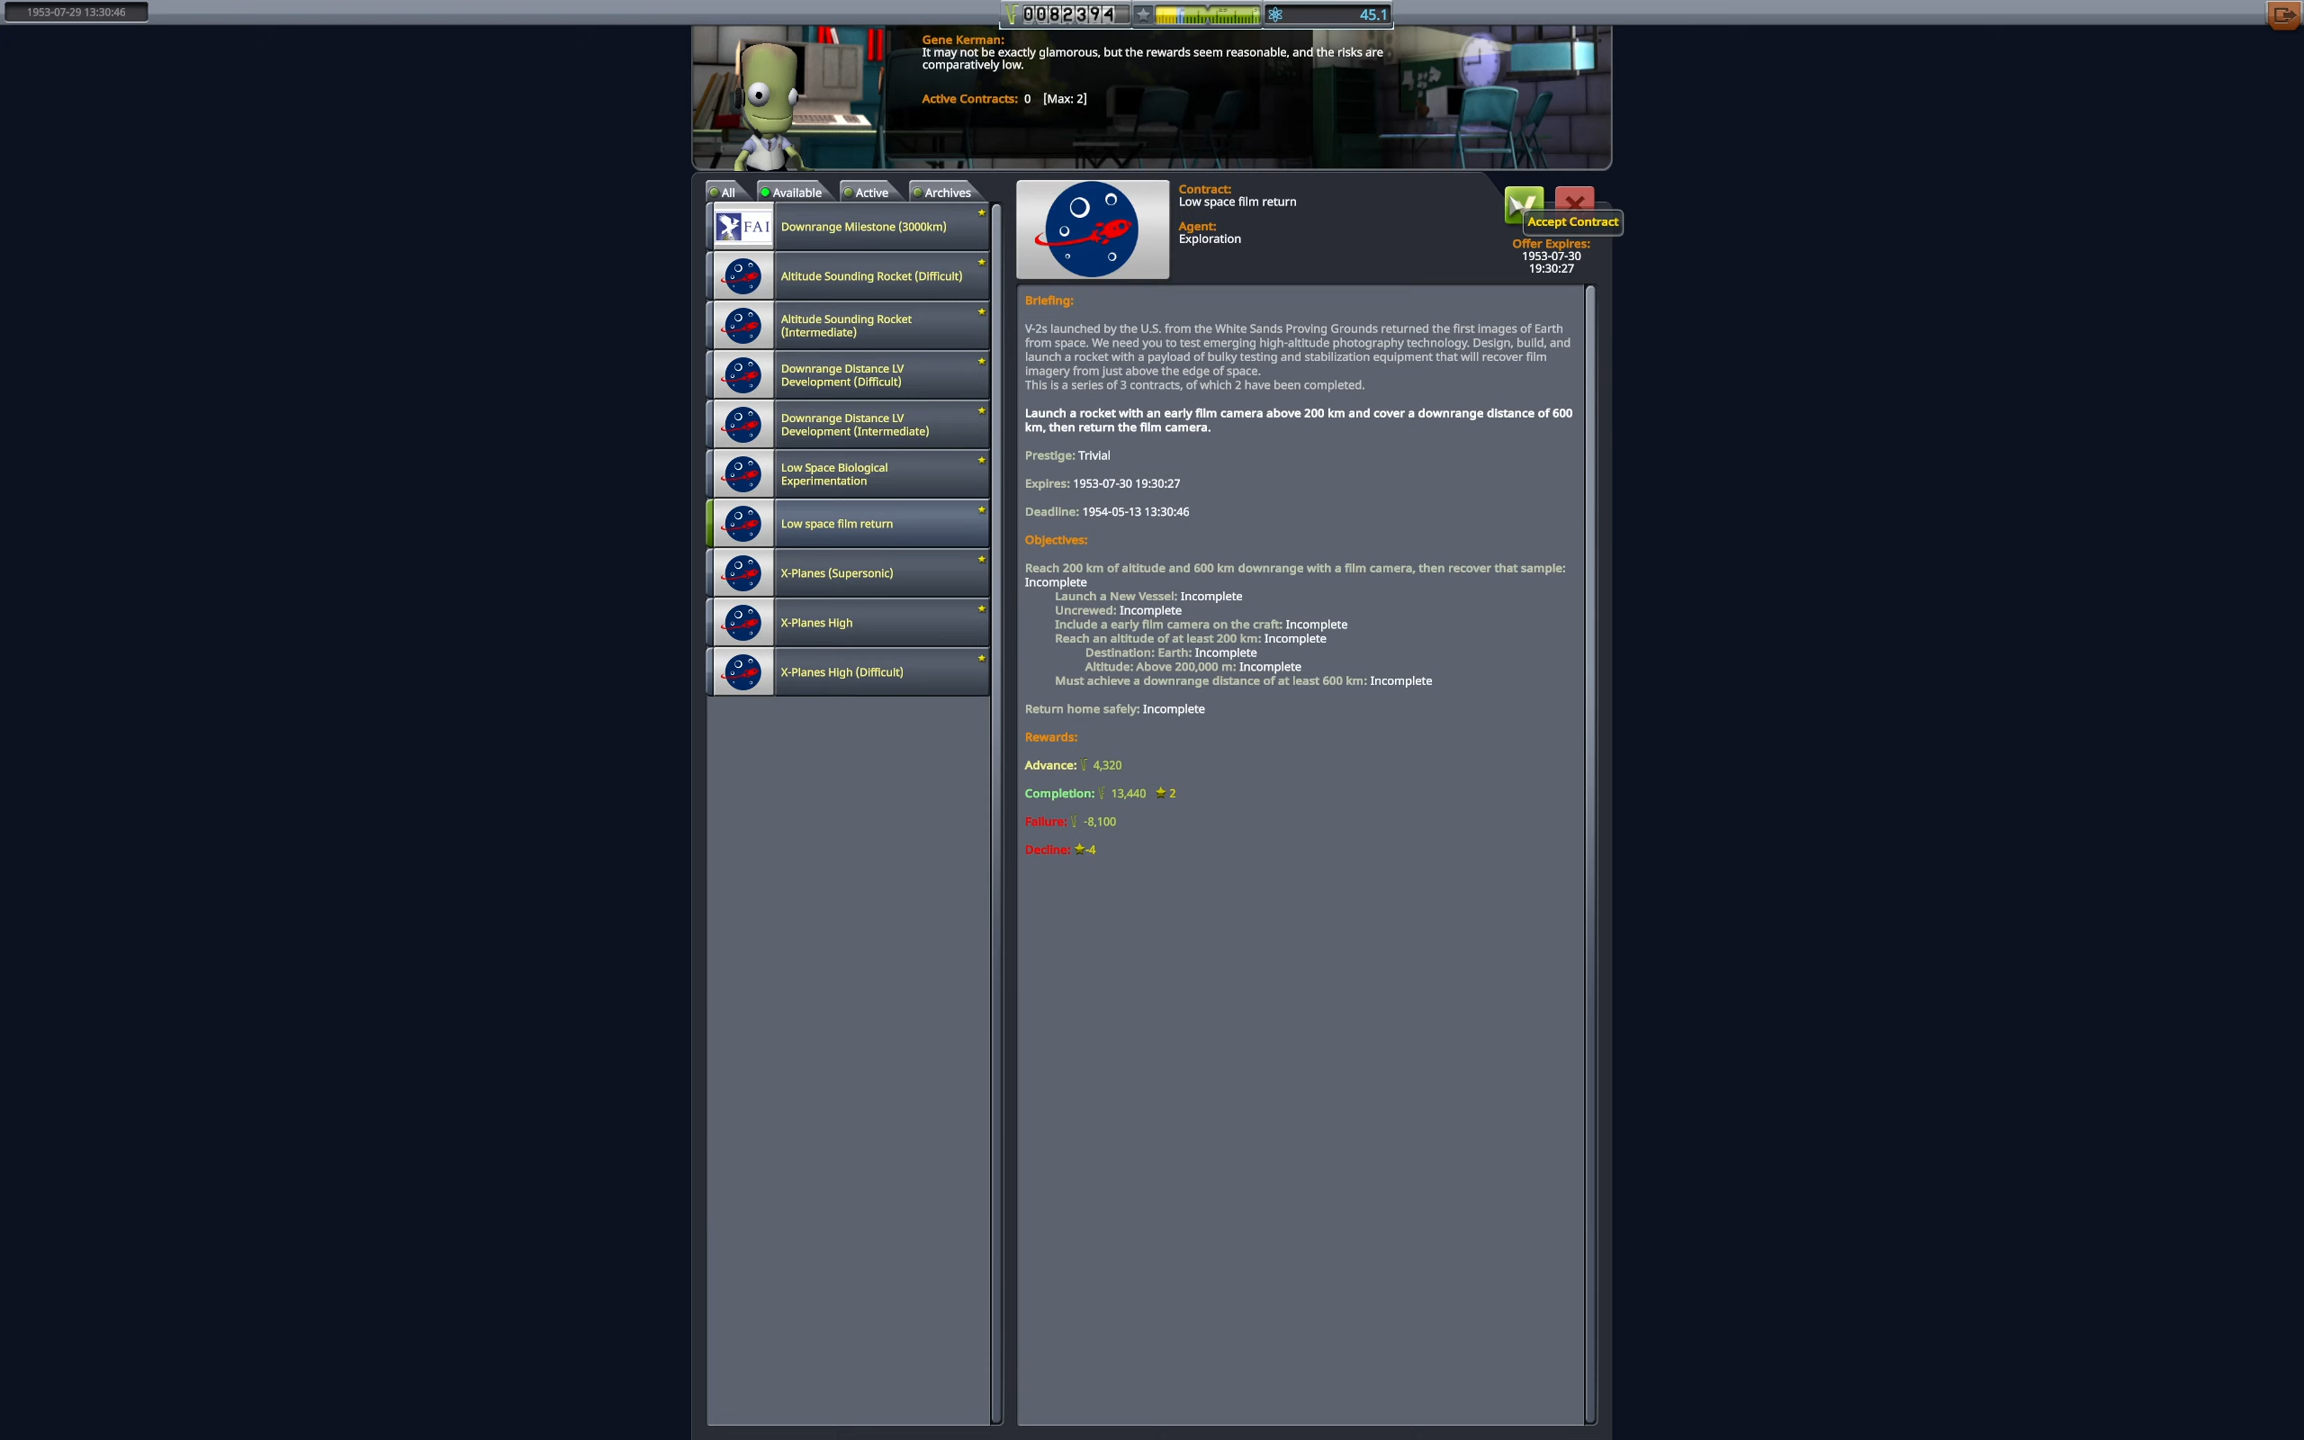 1953-07-29 13:30:46
0082394
45.1
Gene Kerman:
It may not be exactly glamorous, but the rewards seem reasonable, and the risks are
comparatively low.
Active Contracts: 0 [Max: 2]
All
Available
Active
Archives
FAI
Downrange Milestone (3000km)
Altitude Sounding Rocket (Difficult)
Altitude Sounding Rocket
(Intermediate)
Downrange Distance LV
Development (Difficult)
Downrange Distance LV
Development (Intermediate)
Low Space Biological
Experimentation
Low space film return
X-Planes (Supersonic)
X-Planes High
X-Planes High (Difficult)
Contract:
Low space film return
Agent:
Exploration
Accept Contract
Offer Expires:
1953-07-30
19:30:27
Briefing:
V-2s launched by the U.S. from the White Sands Proving Grounds returned the first images of Earth
from space. We need you to test emerging high-altitude photography technology. Design, build, and
launch a rocket with a payload of bulky testing and stabilization equipment that will recover film
imagery from just above the edge of space.
This is a series of 3 contracts, of which 2 have been completed.
Launch a rocket with an early film camera above 200 km and cover a downrange distance of 600
km, then return the film camera.
Prestige: Trivial
Expires: 1953-07-30 19:30:27
Deadline: 1954-05-13 13:30:46
Objectives:
Reach 200 km of altitude and 600 km downrange with a film camera, then recover that sample:
Incomplete
Launch a New Vessel: Incomplete
Uncrewed: Incomplete
Include a early film camera on the craft: Incomplete
Reach an altitude of at least 200 km: Incomplete
Destination: Earth: Incomplete
Altitude: Above 200,000 m: Incomplete
Must achieve a downrange distance of at least 600 km: Incomplete
Return home safely: Incomplete
Rewards:
Advance: 4,320
Completion: 13,440 2
Failure: -8,100
Decline: -4